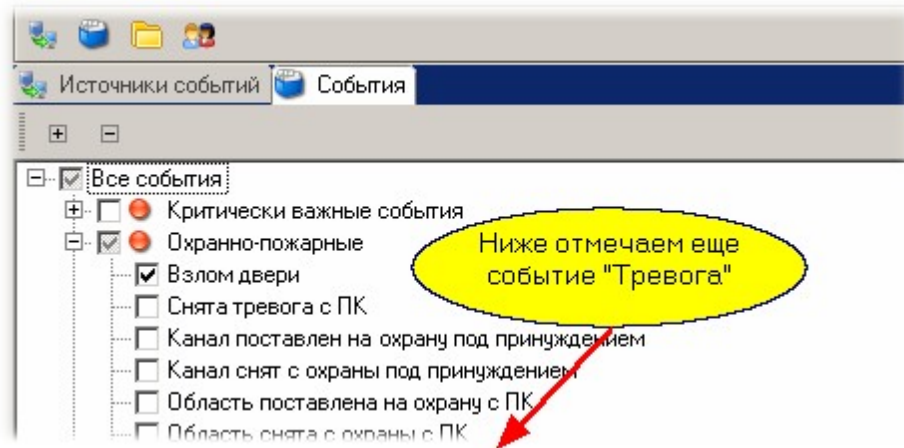 Источники событий События
Все события
Критически важные события
Охранно-пожарные
Ниже отмечаем еще
событие "Тревога"
Взлом двери
Снята тревога с ПК
Канал поставлен на охрану под принуждением
Канал снят с охраны под принуждением
Область поставлена на охрану с ПК
Область снята с охраны с ПК